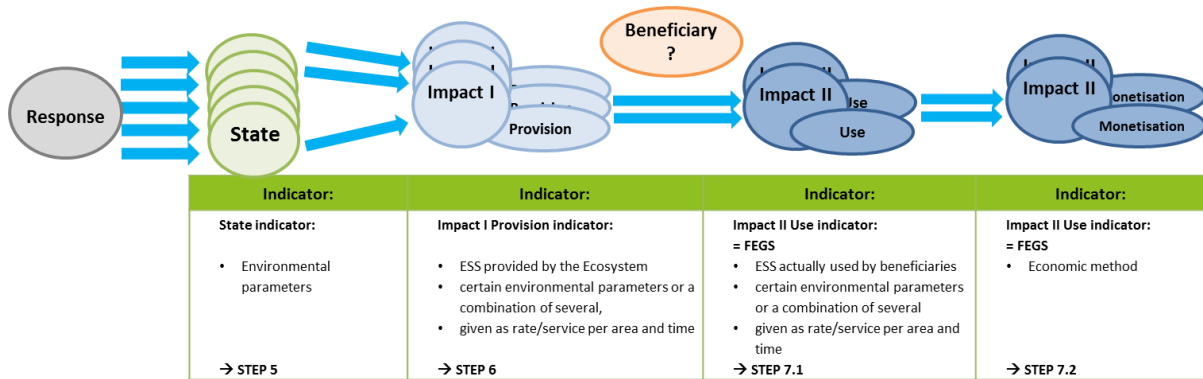 Beneficiary
?
Response
State
Impact I
Provision
Impact II
Use
Use
Impact II
Monetisation
Monetisation
Indicator:
State indicator:
• Environmental
parameters
→ STEP 5
Indicator:
Impact I Provision indicator:
• ESS provided by the Ecosystem
• certain environmental parameters or a
combination of several,
• given as rate/service per area and time
→ STEP 6
Indicator:
Impact II Use indicator:
= FEGS
• ESS actually used by beneficiaries
• certain environmental parameters
or a combination of several
• given as rate/service per area and
time
→ STEP 7.1
Indicator:
Impact II Use indicator:
= FEGS
• Economic method
→ STEP 7.2